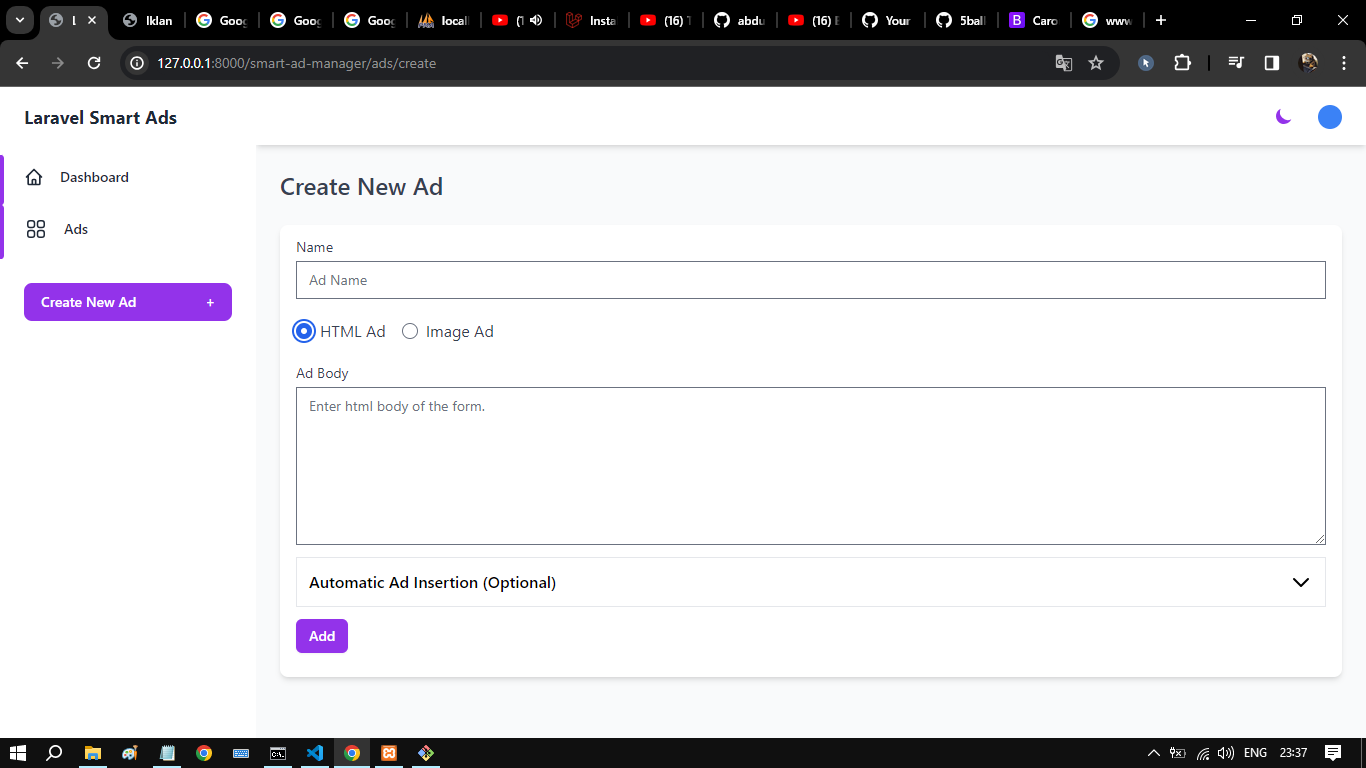 Iklan
Goog
Goog
Goog
locall
(1
Insta
(16) T
abdu
(16) E
Your
5ball
Caro
www
127.0.0.1:8000/smart-ad-manager/ads/create
Laravel Smart Ads
Dashboard
Ads
Create New Ad +
Create New Ad
Name
Ad Name
HTML Ad Image Ad
Ad Body
Enter html body of the form.
Automatic Ad Insertion (Optional)
Add
ENG 23:37